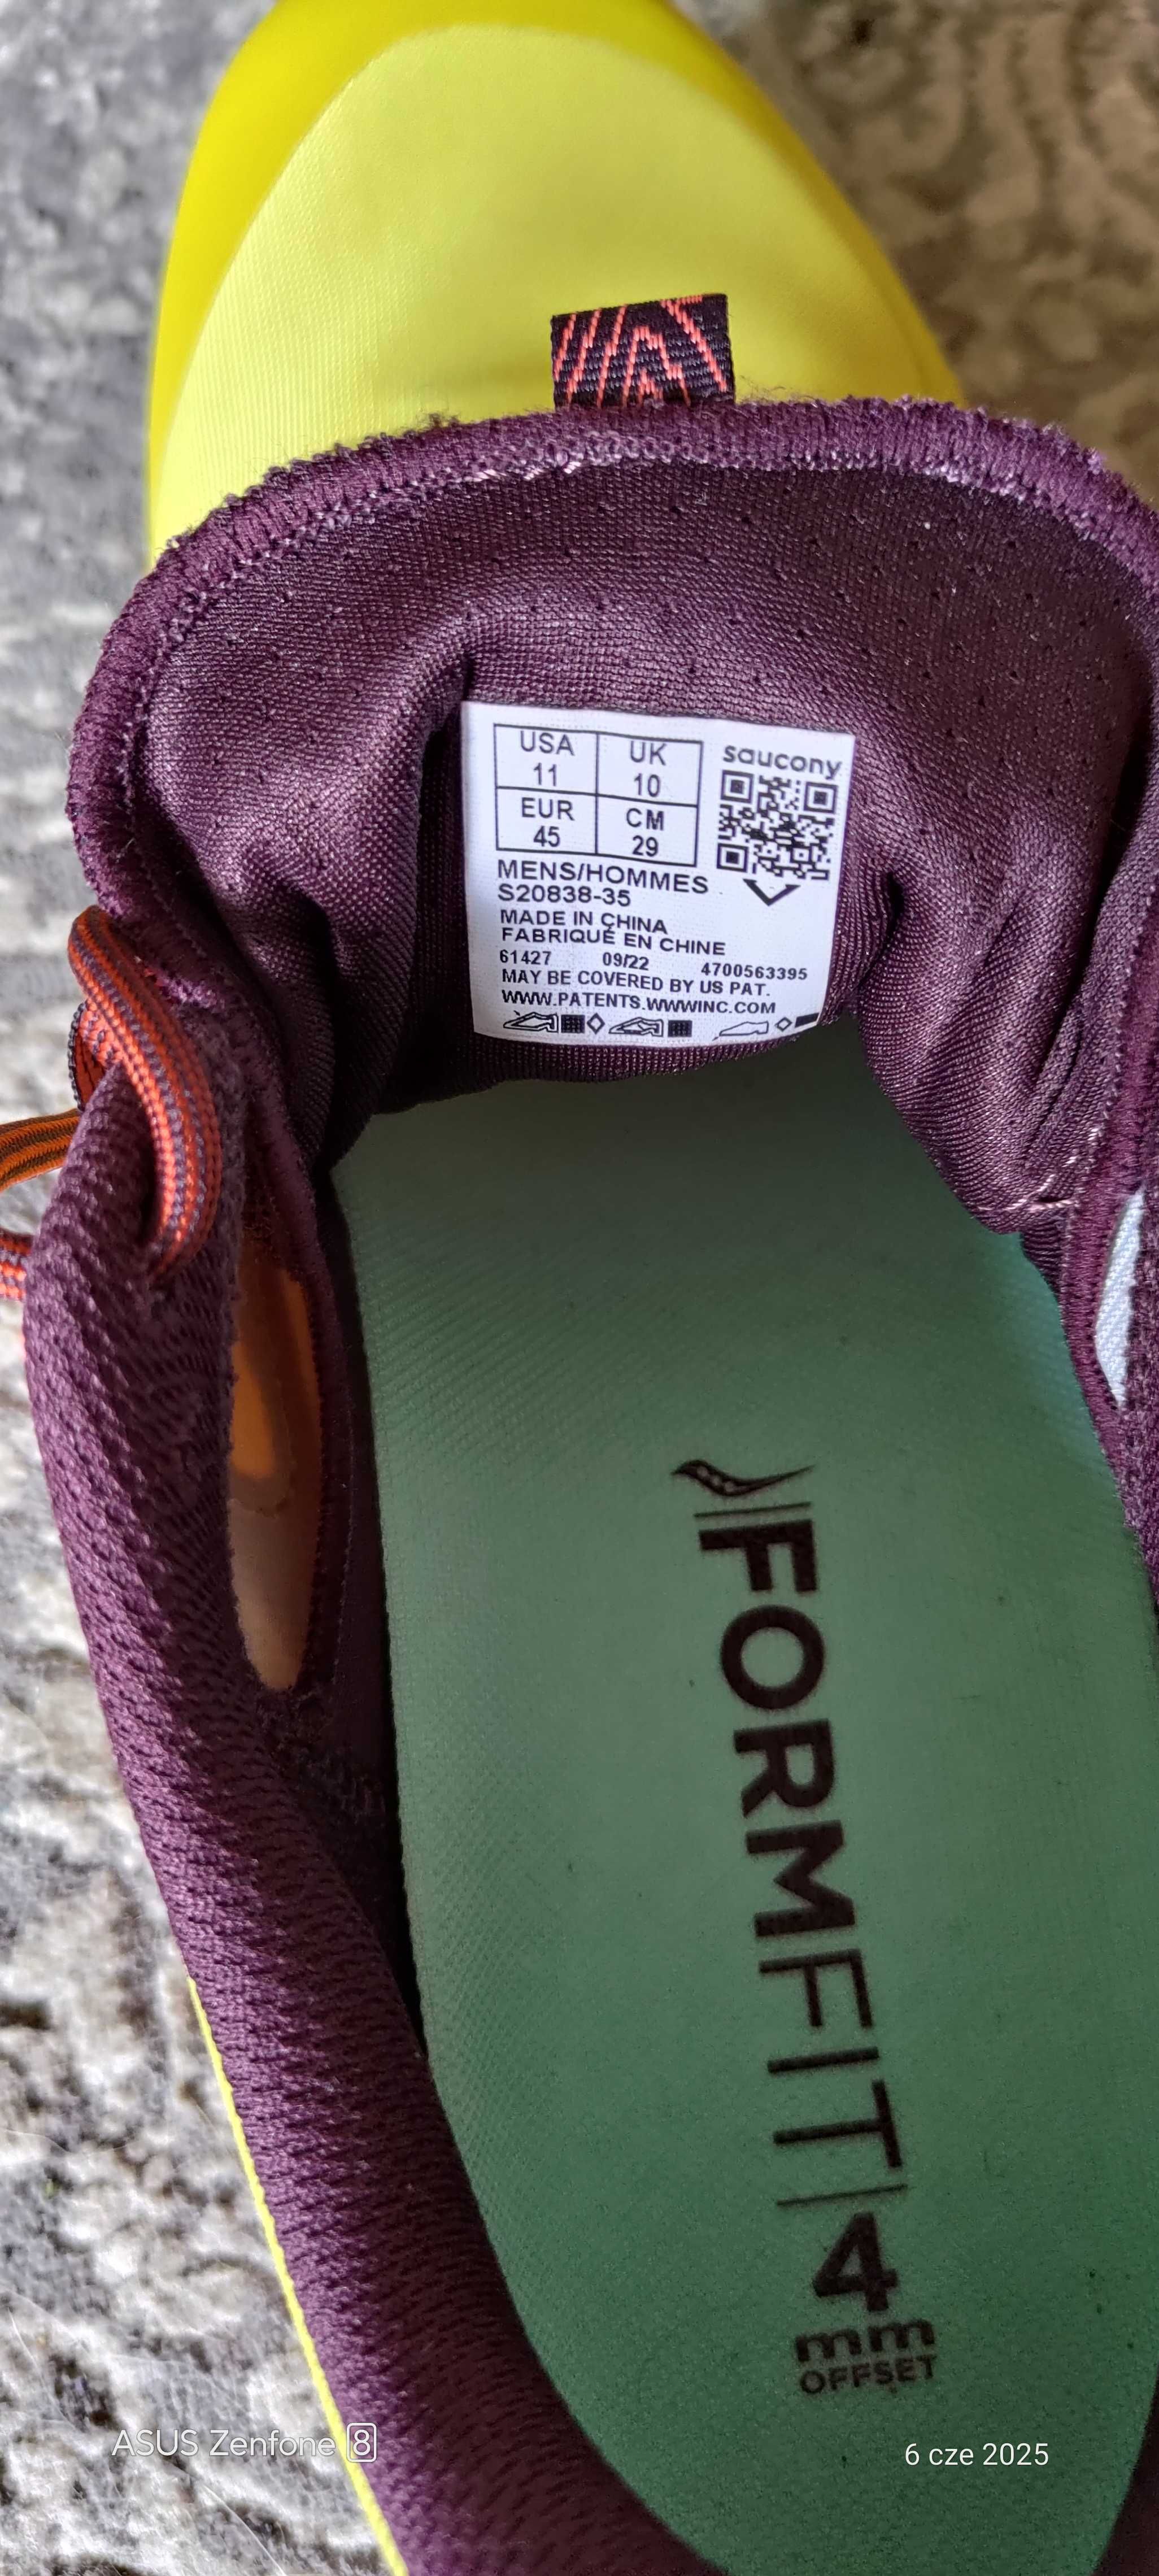 USA
11
UK
10
EUR
45
CM
29
saucony
MENS/HOMMES
S20838-35
MADE IN CHINA
FABRIQUÉ EN CHINE
61427 09/22 4700563395
MAY BE COVERED BY US PAT.
WWW.PATENTS.WWWINC.COM
FORMFIT
4
mm
OFFSET
ASUS Zenfone 8
6 cze 2025